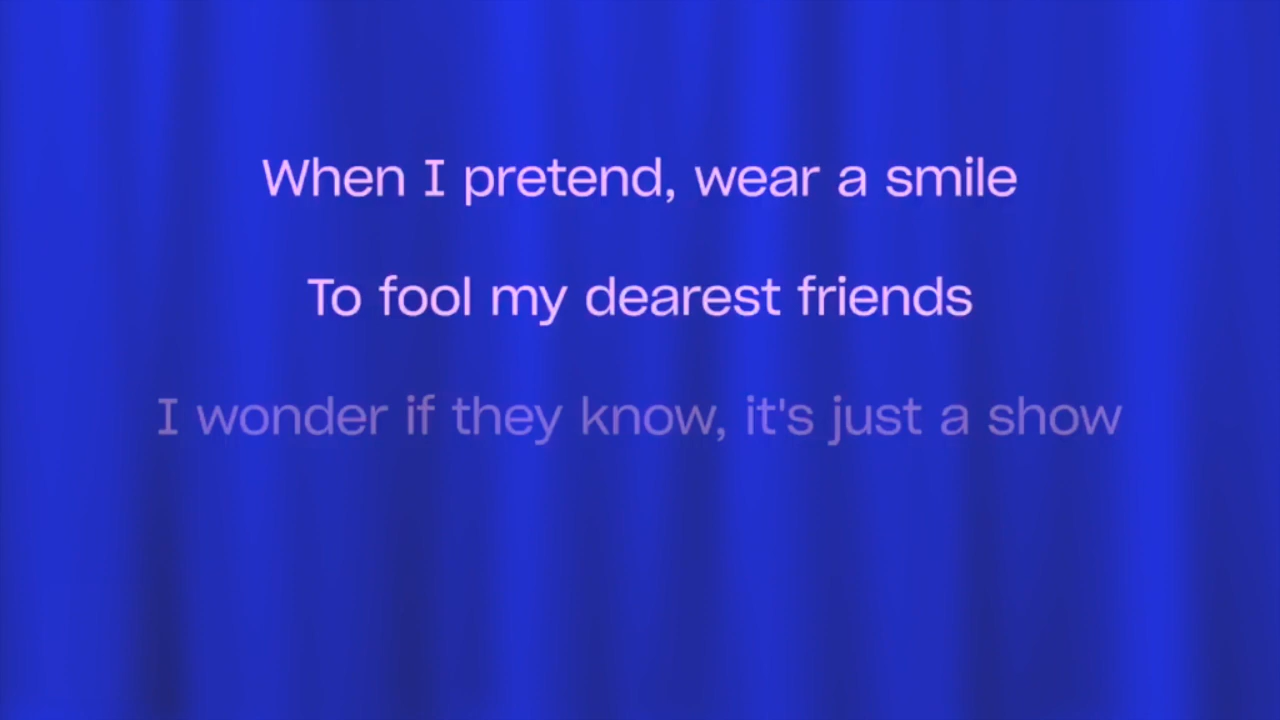 When I pretend, wear a smile
To fool my dearest friends
I wonder if they know, it's just a show